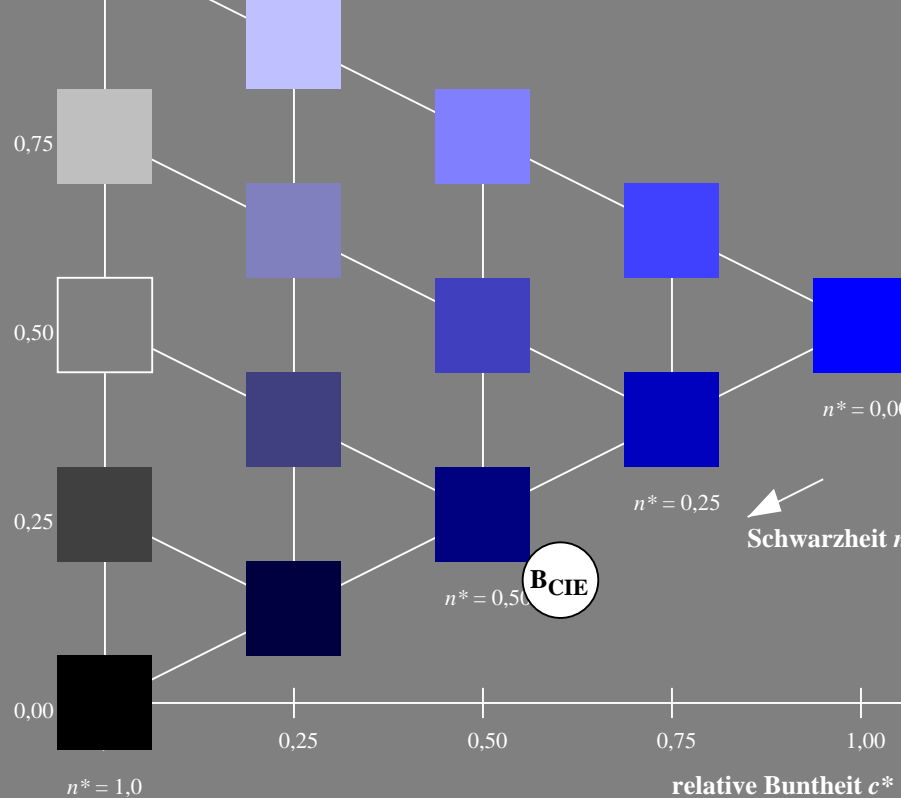 0,75
0,50
n* = 0,00
0,25
n* = 0,25
Schwarzheit n
n* = 0,50
BCIE
0,00
0,25
0,50
0,75
1,00
n* = 1,0
relative Buntheit c*